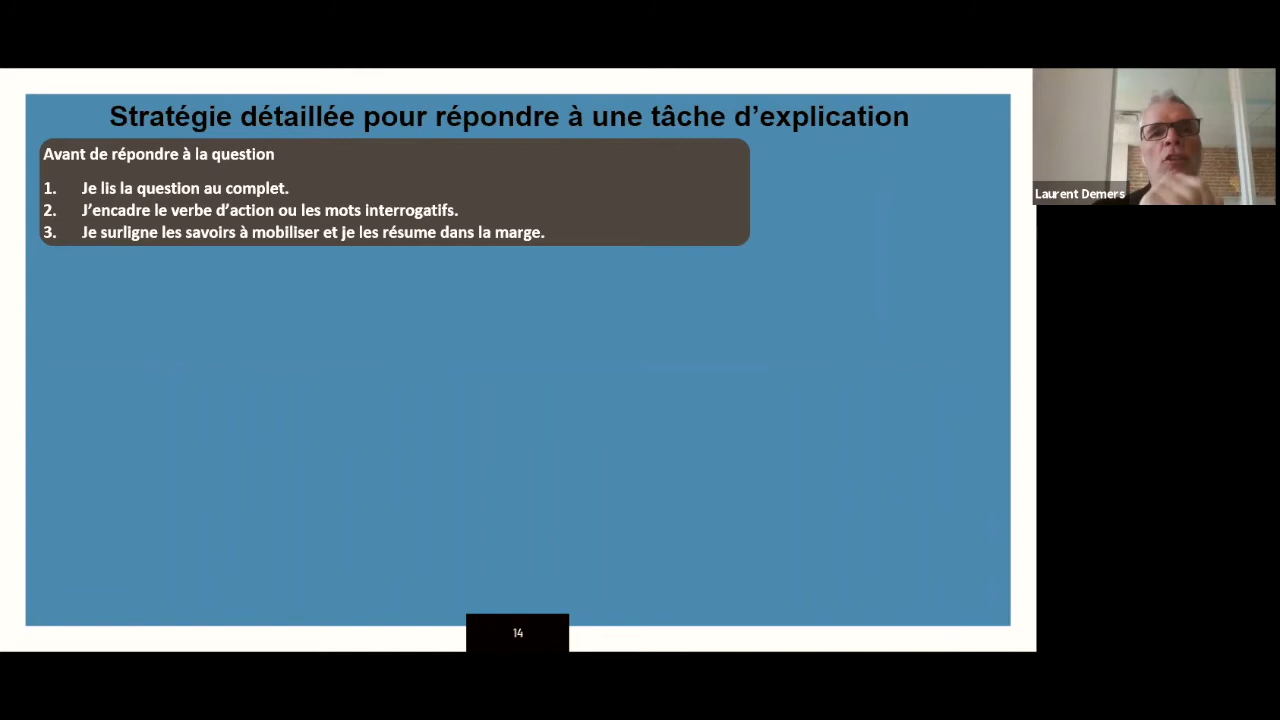 Stratégie détaillée pour répondre à une tâche d’explication
Avant de répondre à la question
1. Je lis la question au complet.
2. J’encadre le verbe d’action ou les mots interrogatifs.
3. Je surligne les savoirs à mobiliser et je les résume dans la marge.
Laurent Demers
14